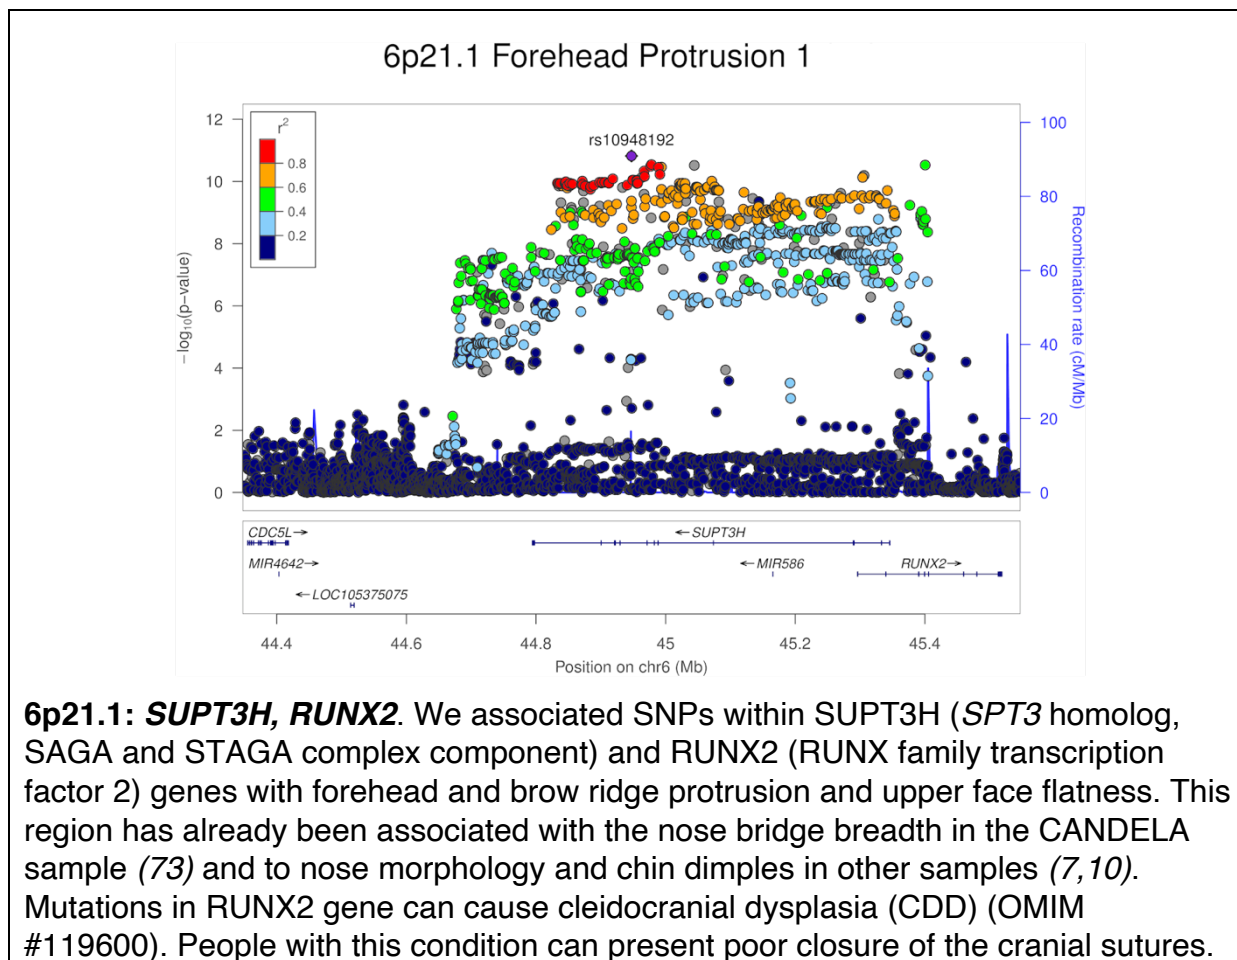 6p21.1 Forehead Protrusion 1
12
10
8
6
4
2
0
−log10(p−value)
r2
0.8
0.6
0.4
0.2
rs10948192
100
80
60
40
20
0
Recombination rate (cM/Mb)
CDC5L→
←SUPT3H
MIR4642→
←MIR586
RUNX2→
←LOC105375075
44.4 44.6 44.8 45 45.2 45.4
Position on chr6 (Mb)
6p21.1: SUPT3H, RUNX2. We associated SNPs within SUPT3H (SPT3 homolog,
SAGA and STAGA complex component) and RUNX2 (RUNX family transcription
factor 2) genes with forehead and brow ridge protrusion and upper face flatness. This
region has already been associated with the nose bridge breadth in the CANDELA
sample (73) and to nose morphology and chin dimples in other samples (7,10).
Mutations in RUNX2 gene can cause cleidocranial dysplasia (CDD) (OMIM
#119600). People with this condition can present poor closure of the cranial sutures.